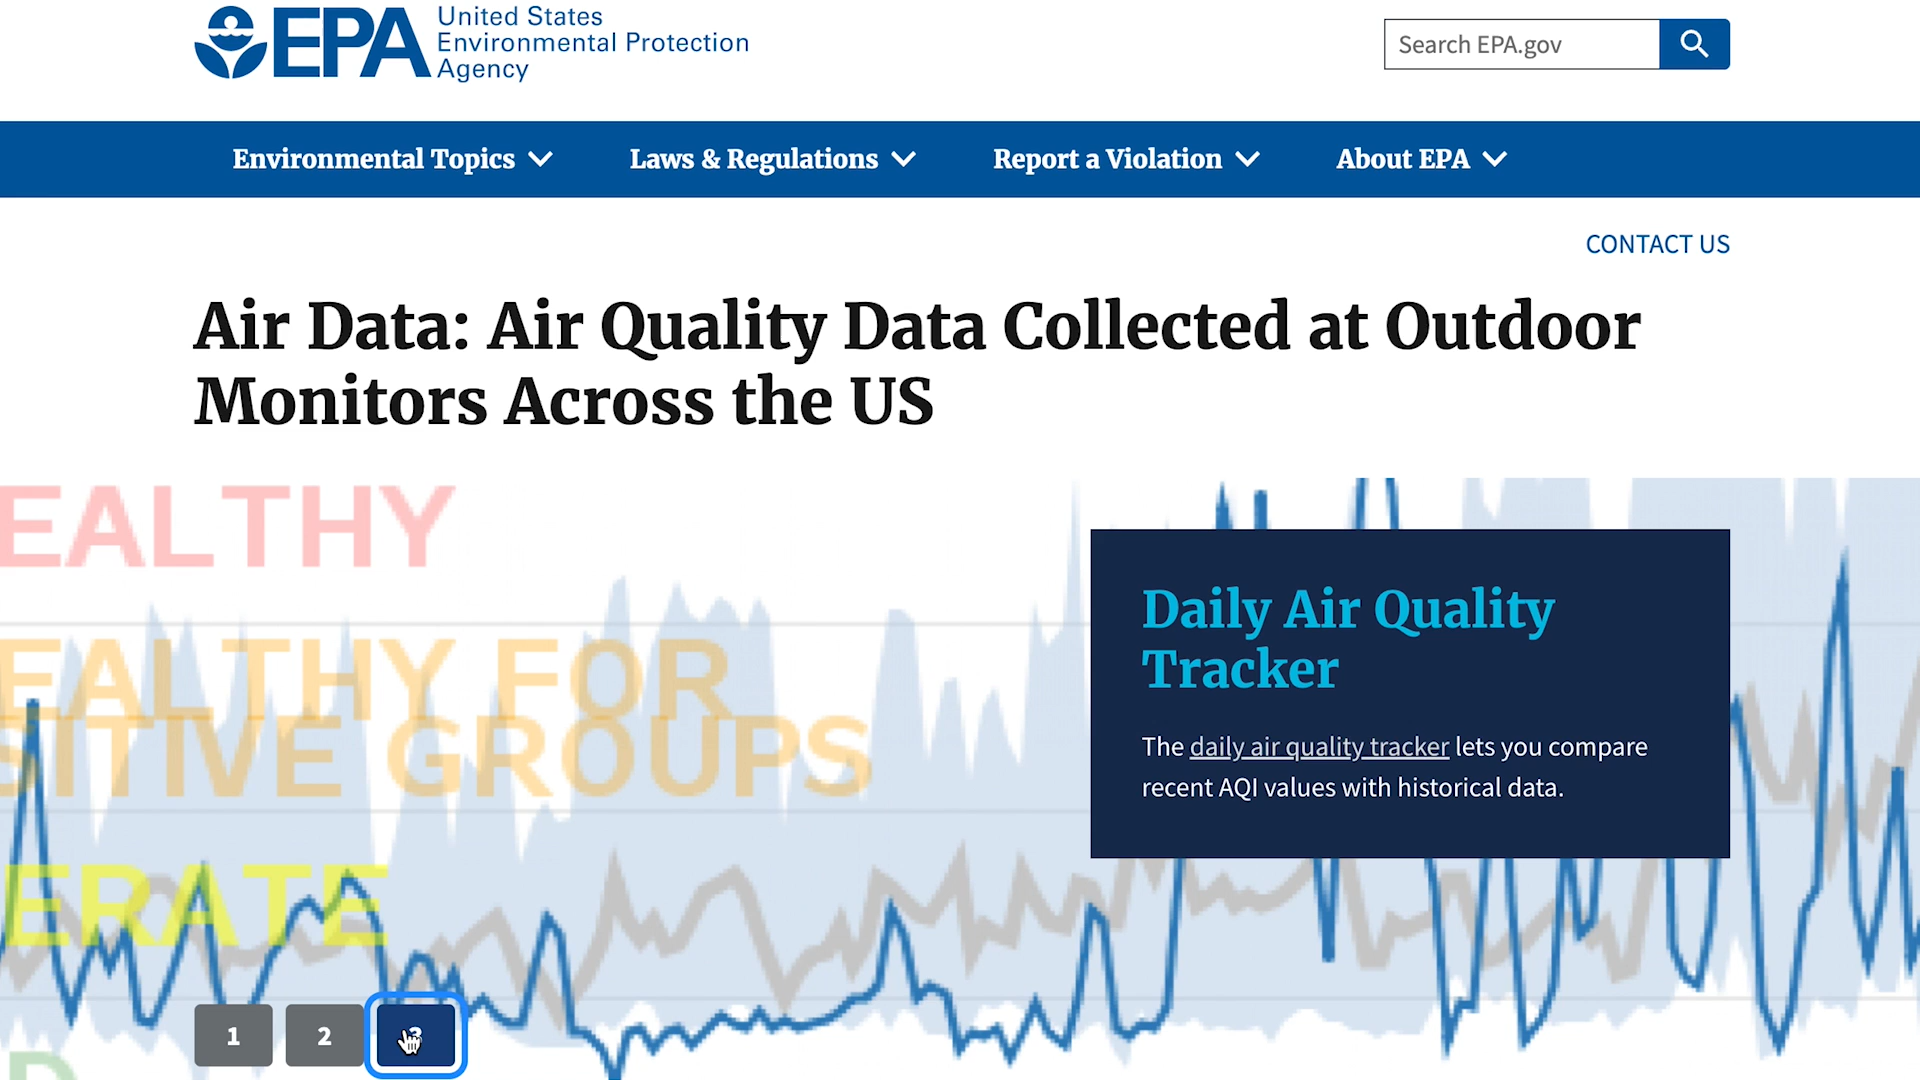 EPA
United States
Environmental Protection
Agency
Search EPA.gov
Environmental Topics
Laws & Regulations
Report a Violation
About EPA
CONTACT US
Air Data: Air Quality Data Collected at Outdoor
Monitors Across the US
EALTHY
EALTHY FOR
SITIVE GROUPS
ERATE
D
Daily Air Quality
Tracker
The daily air quality tracker lets you compare
recent AQI values with historical data.
1
2
3